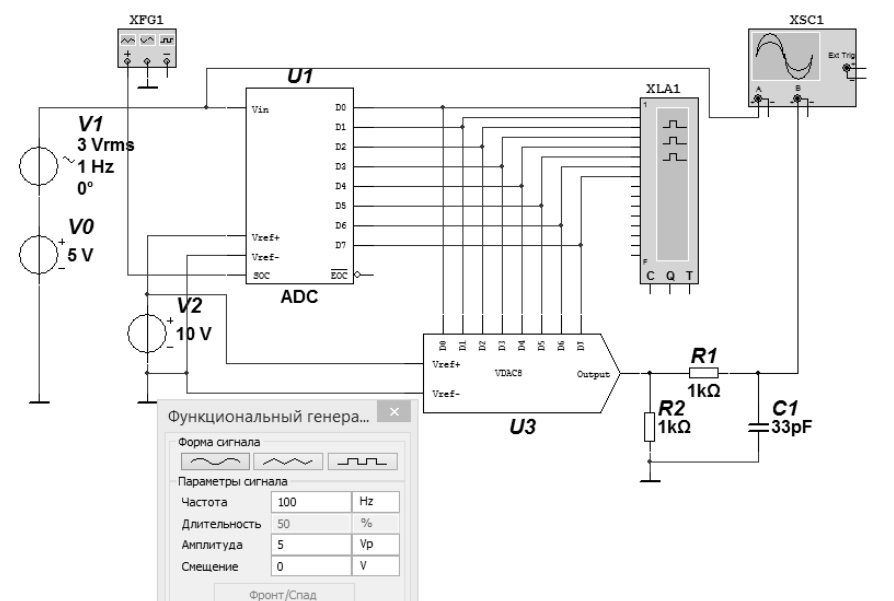 XFG1
XSC1
Ext Trig
A
B
U1
XLA1
Vin
D0
D1
D2
D3
D4
D5
D6
D7
Vref+
Vref-
SOC
EOC
ADC
1
F
C Q T
V1
3 Vrms
1 Hz
0°
V0
5 V
V2
10 V
D0 D1 D2 D3 D4 D5 D6 D7
Vref+
VDAC8
Output
Vref-
U3
R1
1kΩ
R2
1kΩ
C1
33pF
Функциональный генера...
Форма сигнала
Параметры сигнала
Частота 100 Hz
Длительность 50 %
Амплитуда 5 Vp
Смещение 0 V
Фронт/Спад